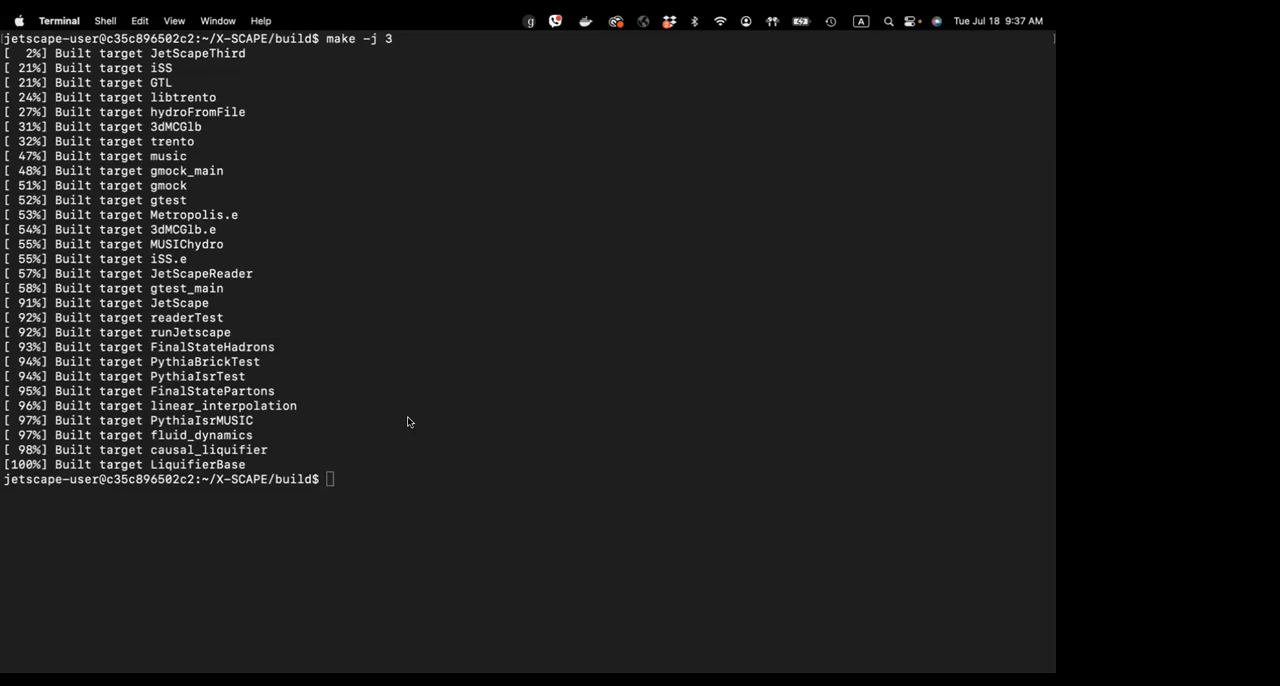 Terminal Shell Edit View Window Help g A Tue Jul 18 9:37 AM
jetscape-user@c35c896502c2:~/X-SCAPE/build$ make -j 3
[  2%] Built target JetScapeThird
[ 21%] Built target iSS
[ 21%] Built target GTL
[ 24%] Built target libtrento
[ 27%] Built target hydroFromFile
[ 31%] Built target 3dMCGlb
[ 32%] Built target trento
[ 47%] Built target music
[ 48%] Built target gmock_main
[ 51%] Built target gmock
[ 52%] Built target gtest
[ 53%] Built target Metropolis.e
[ 54%] Built target 3dMCGlb.e
[ 55%] Built target MUSIChydro
[ 55%] Built target iSS.e
[ 57%] Built target JetScapeReader
[ 58%] Built target gtest_main
[ 91%] Built target JetScape
[ 92%] Built target readerTest
[ 92%] Built target runJetscape
[ 93%] Built target FinalStateHadrons
[ 94%] Built target PythiaBrickTest
[ 94%] Built target PythiaIsrTest
[ 95%] Built target FinalStatePartons
[ 96%] Built target linear_interpolation
[ 97%] Built target PythiaIsrMUSIC
[ 97%] Built target fluid_dynamics
[ 98%] Built target causal_liquifier
[100%] Built target LiquifierBase
jetscape-user@c35c896502c2:~/X-SCAPE/build$